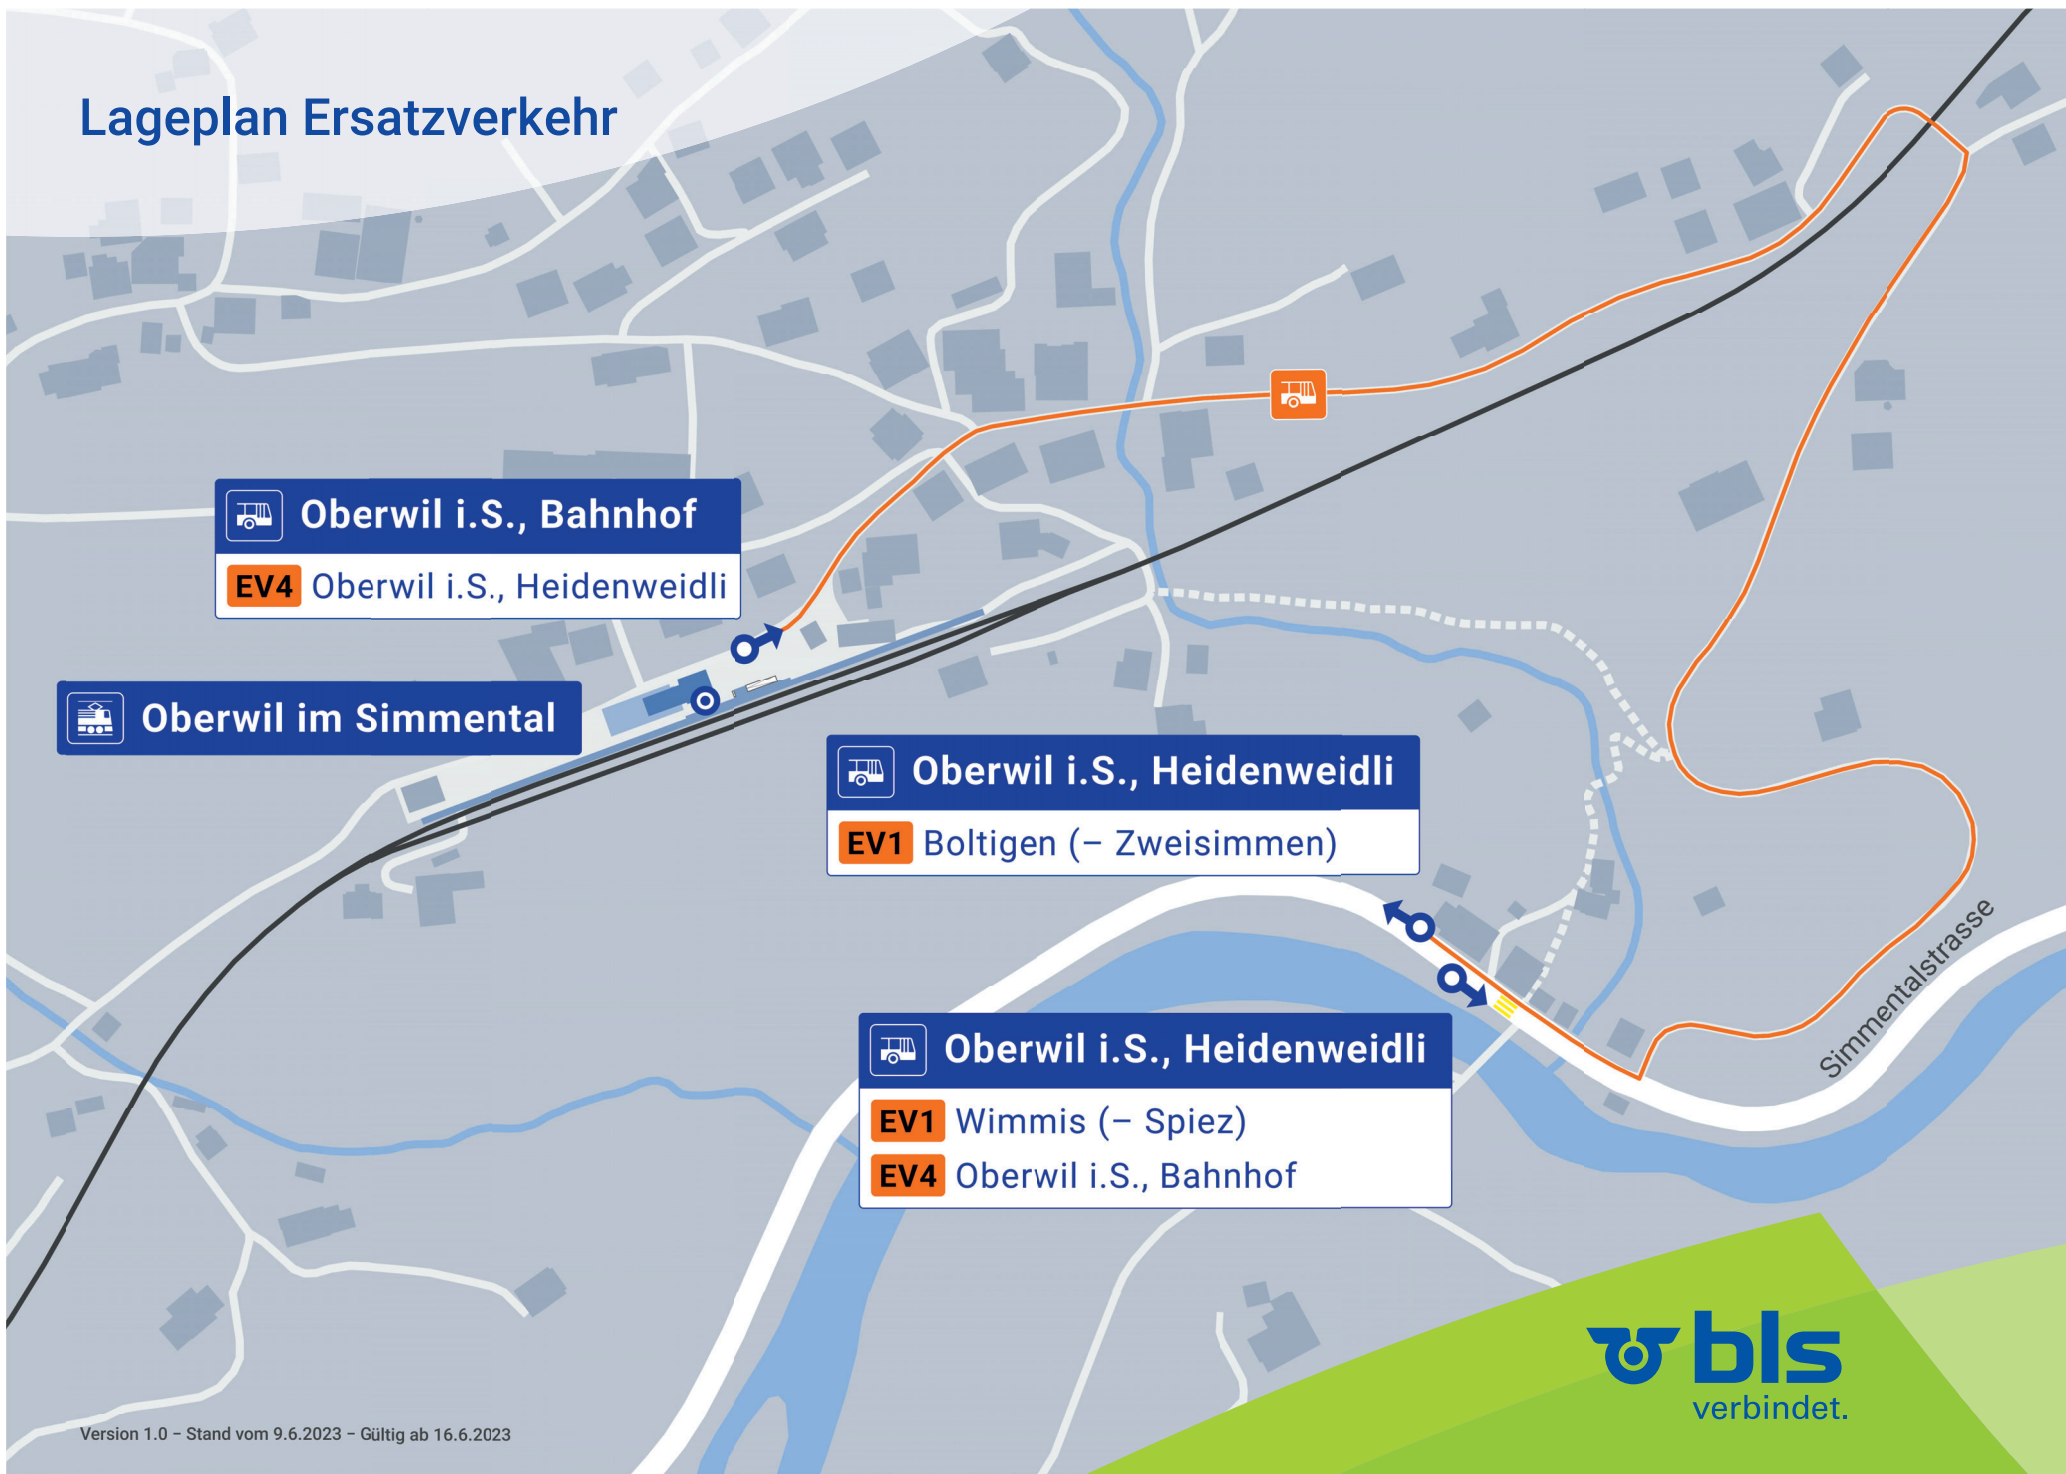 Lageplan Ersatzverkehr
Oberwil i.S., Bahnhof
EV4 Oberwil i.S., Heidenweidli
Oberwil im Simmental
Oberwil i.S., Heidenweidli
EV1 Boltigen (– Zweisimmen)
Simmentalstrasse
Oberwil i.S., Heidenweidli
EV1 Wimmis (– Spiez)
EV4 Oberwil i.S., Bahnhof
bls
verbindet.
Version 1.0 – Stand vom 9.6.2023 – Gültig ab 16.6.2023